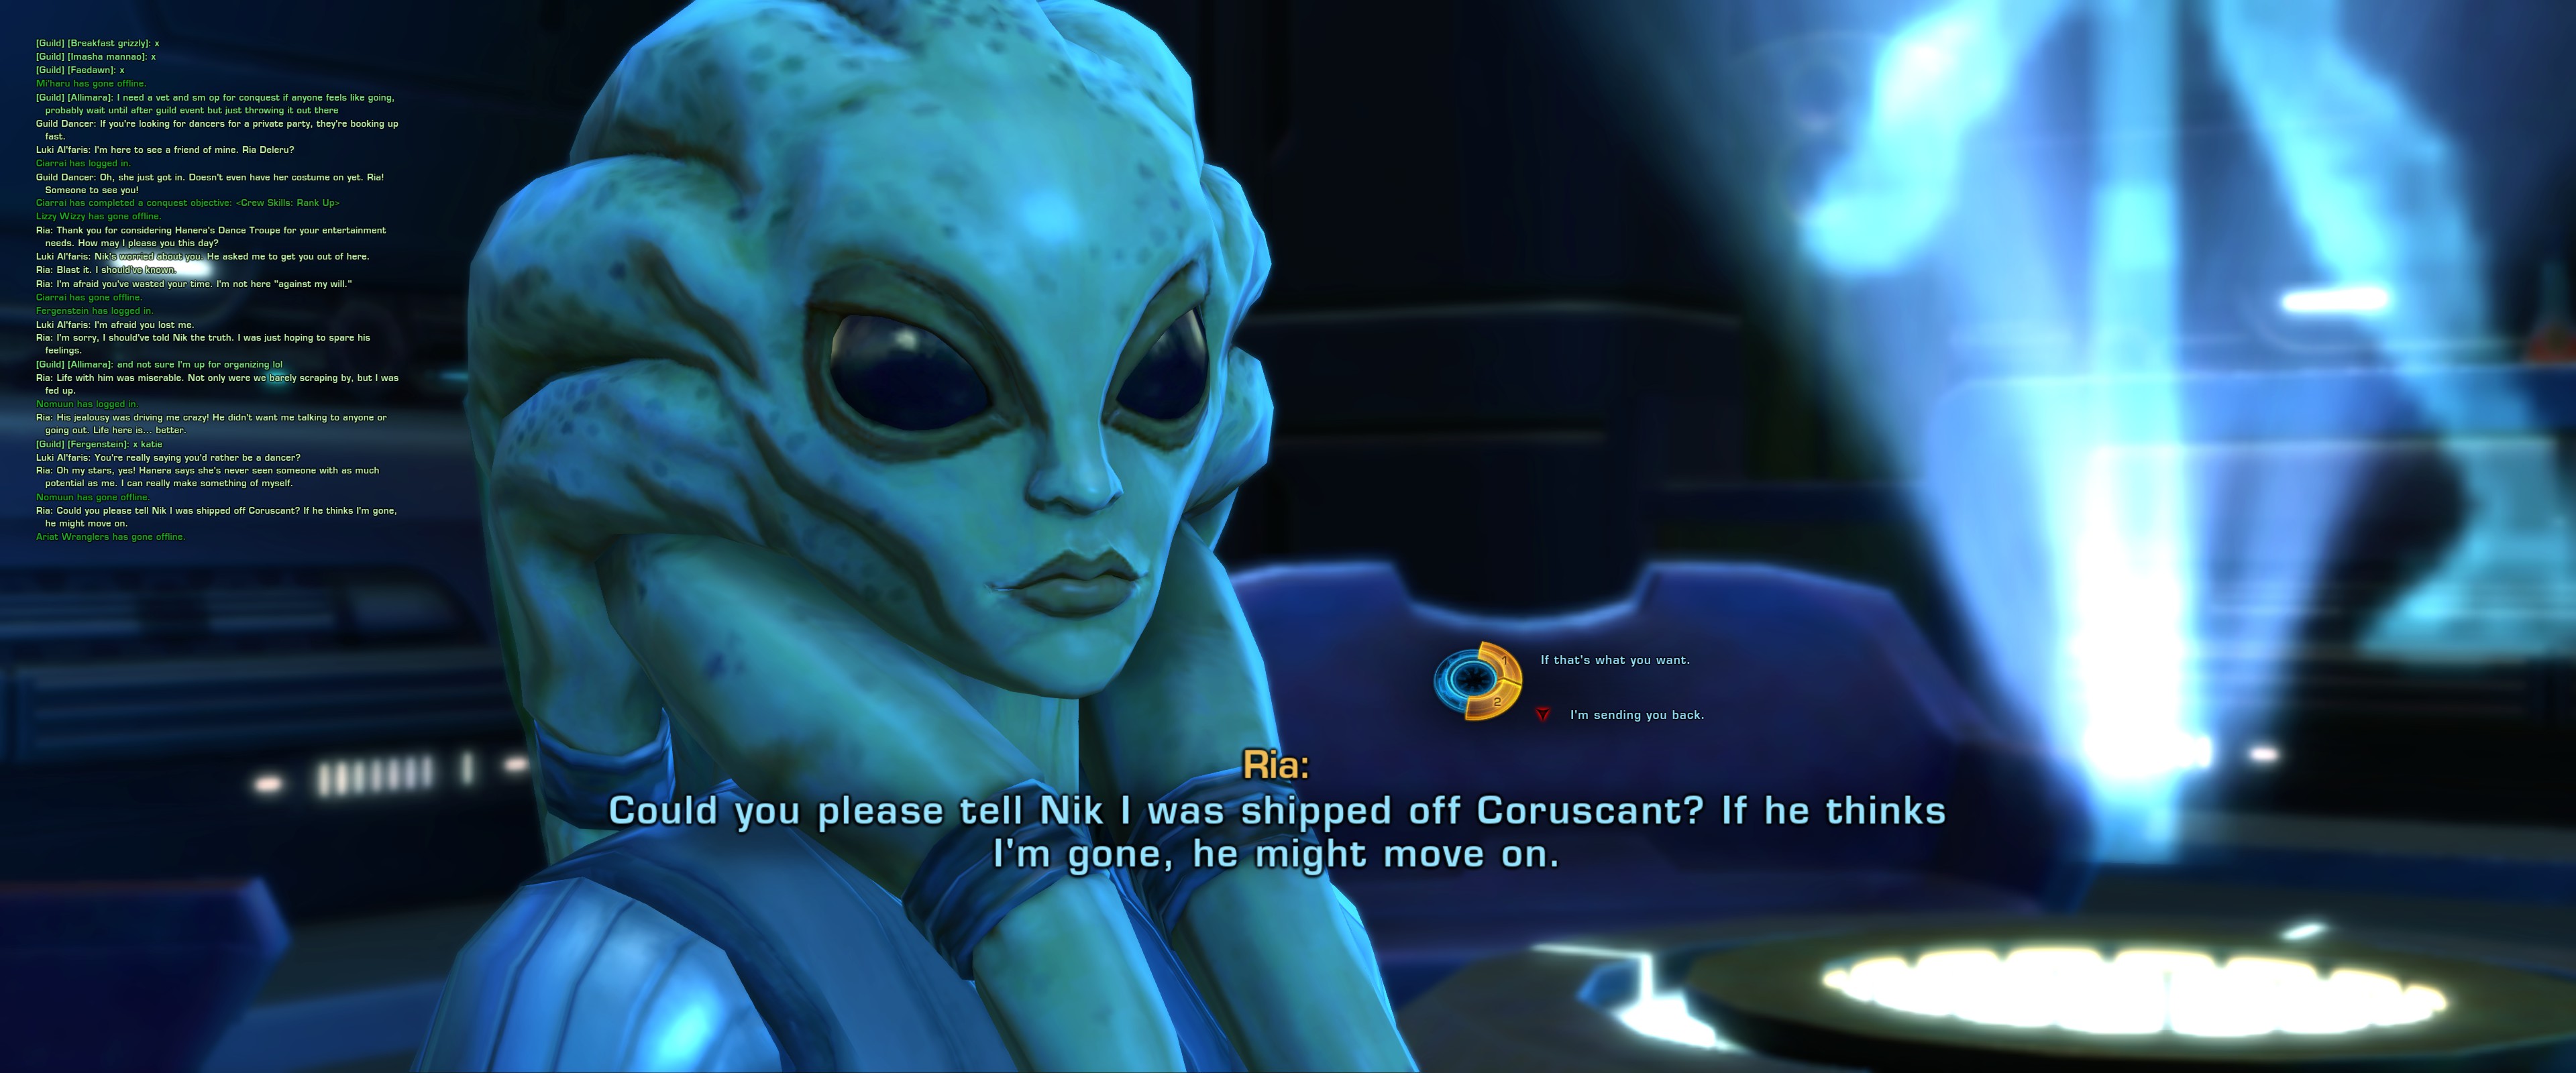 [Guild] [Breakfast grizzly]: x
[Guild] [Imasha mannao]: x
[Guild] [Faedawn]: x
Mi'haru has gone offline.
[Guild] [Allimara]: I need a vet and sm op for conquest if anyone feels like going,
probably wait until after guild event but just throwing it out there
Guild Dancer: If you're looking for dancers for a private party, they're booking up
fast.
Luki Al'faris: I'm here to see a friend of mine. Ria Deleru?
Ciarrai has logged in.
Guild Dancer: Oh, she just got in. Doesn't even have her costume on yet. Ria!
Someone to see you!
Ciarrai has completed a conquest objective: <Crew Skills: Rank Up>
Lizzy Wizzy has gone offline.
Ria: Thank you for considering Hanera's Dance Troupe for your entertainment
needs. How may I please you this day?
Luki Al'faris: Nik's worried about you. He asked me to get you out of here.
Ria: Blast it. I should've known.
Ria: I'm afraid you've wasted your time. I'm not here "against my will."
Ciarrai has gone offline.
Fergenstein has logged in.
Luki Al'faris: I'm afraid you lost me.
Ria: I'm sorry, I should've told Nik the truth. I was just hoping to spare his
feelings.
[Guild] [Allimara]: and not sure I'm up for organizing lol
Ria: Life with him was miserable. Not only were we barely scraping by, but I was
fed up.
Nomuun has logged in.
Ria: His jealousy was driving me crazy! He didn't want me talking to anyone or
going out. Life here is... better.
[Guild] [Fergenstein]: x katie
Luki Al'faris: You're really saying you'd rather be a dancer?
Ria: Oh my stars, yes! Hanera says she's never seen someone with as much
potential as me. I can really make something of myself.
Nomuun has gone offline.
Ria: Could you please tell Nik I was shipped off Coruscant? If he thinks I'm gone,
he might move on.
Ariat Wranglers has gone offline.
1 If that's what you want.
2 I'm sending you back.
Ria:
Could you please tell Nik I was shipped off Coruscant? If he thinks
I'm gone, he might move on.